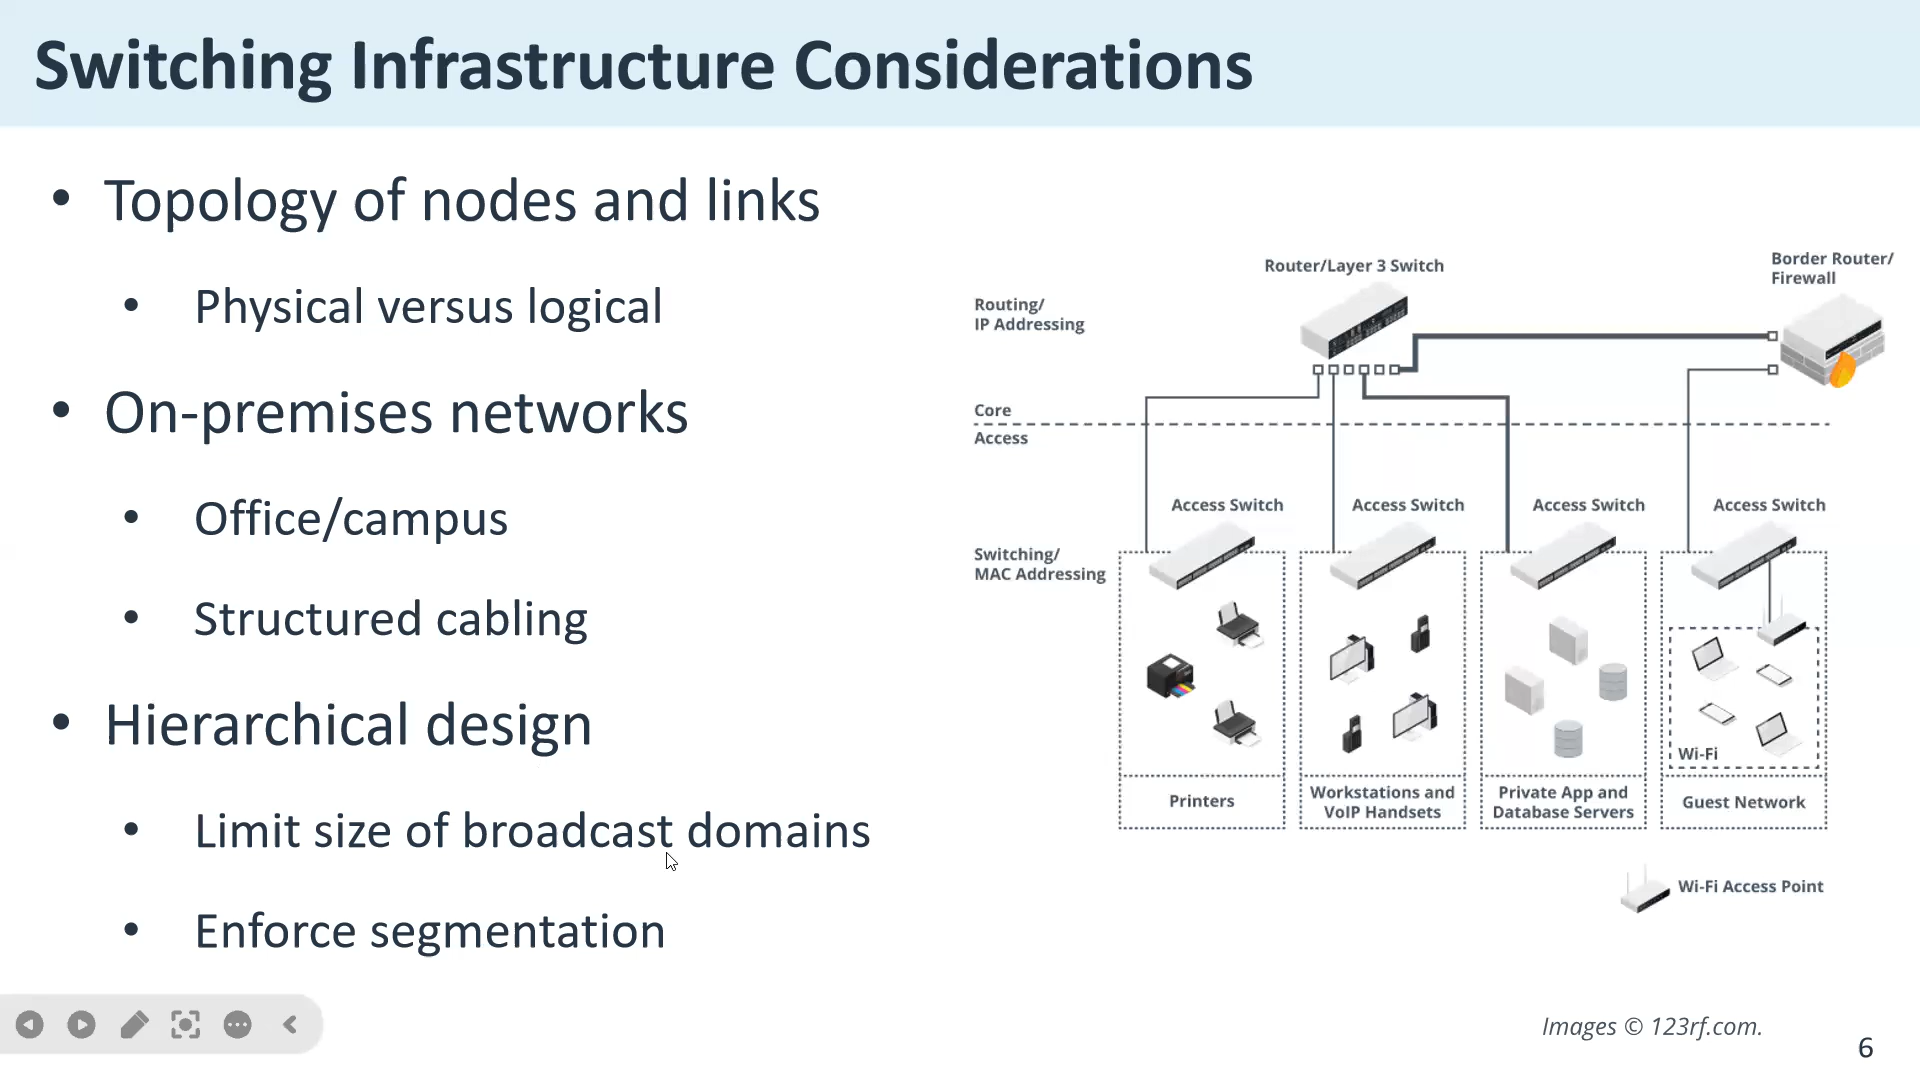 Switching Infrastructure Considerations
• Topology of nodes and links
• Physical versus logical
• On-premises networks
• Office/campus
• Structured cabling
• Hierarchical design
• Limit size of broadcast domains
• Enforce segmentation
Router/Layer 3 Switch
Border Router/
Firewall
Routing/
IP Addressing
Core
Access
Access Switch
Access Switch
Access Switch
Access Switch
Switching/
MAC Addressing
Wi-Fi
Printers
Workstations and
VoIP Handsets
Private App and
Database Servers
Guest Network
Wi-Fi Access Point
Images © 123rf.com.
6